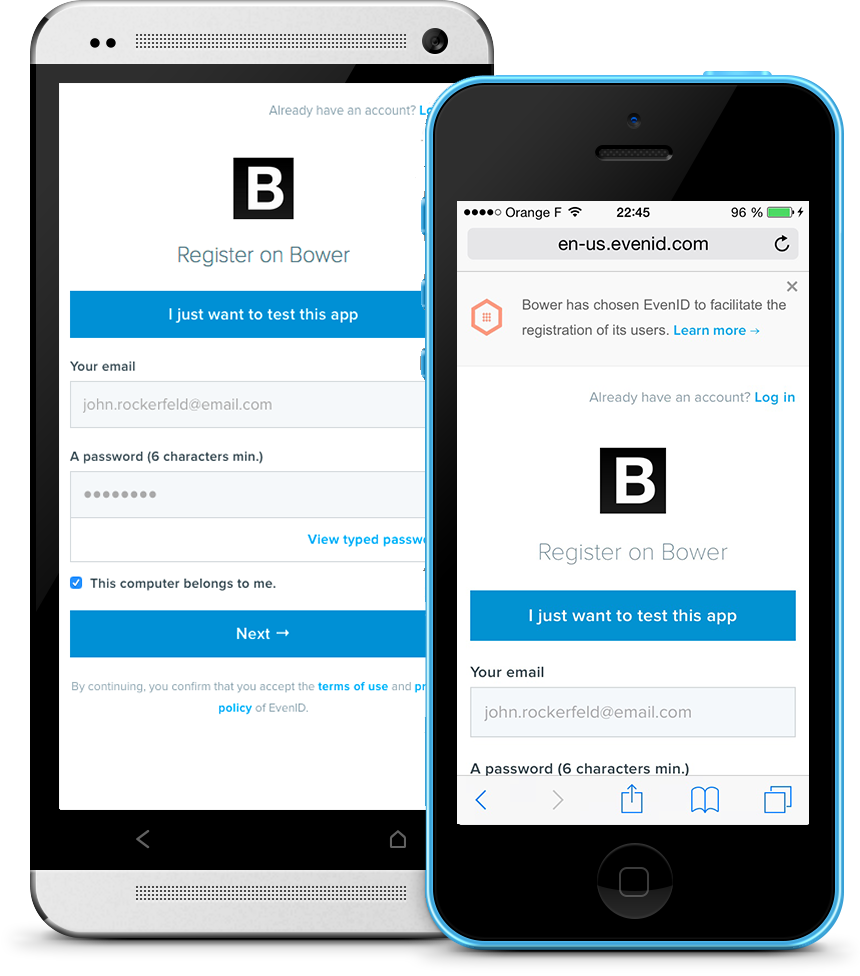 Already have an account?
B
Register on Bower
I just want to test this app
Your email
john.rockerfeld@email.com
A password (6 characters min.)
View typed
This computer belongs to me.
Next →
By continuing, you confirm that you accept the terms of use and
policy of EvenID.
Orange F 22:45 96 %
en-us.evenid.com
Bower has chosen EvenID to facilitate the
registration of its users. Learn more →
Already have an account? Log in
B
Register on Bower
I just want to test this app
Your email
john.rockerfeld@email.com
A password (6 characters min.)